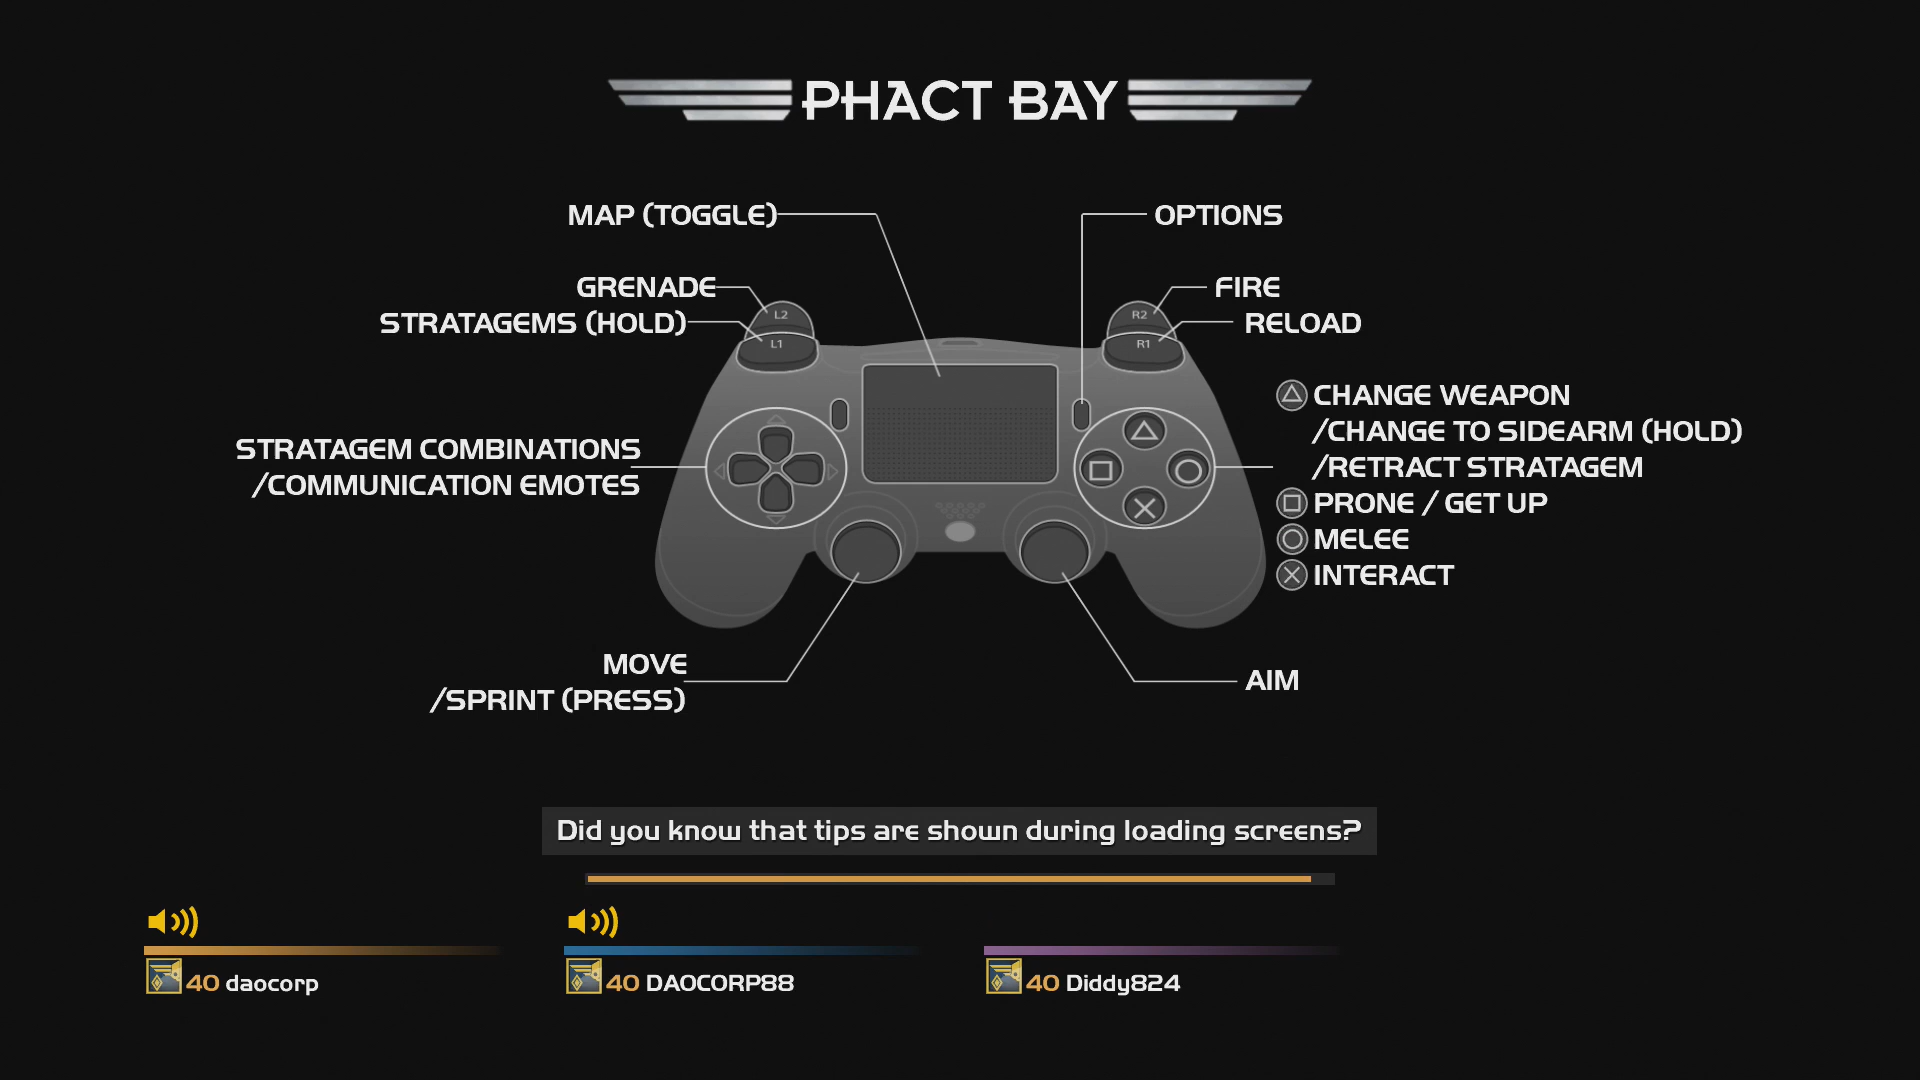 PHACT BAY
MAP (TOGGLE)
OPTIONS
GRENADE
FIRE
STRATAGEMS (HOLD)
RELOAD
L2
L1
R2
R1
STRATAGEM COMBINATIONS
/COMMUNICATION EMOTES
CHANGE WEAPON
/CHANGE TO SIDEARM (HOLD)
/RETRACT STRATAGEM
PRONE / GET UP
MELEE
INTERACT
MOVE
/SPRINT (PRESS)
AIM
Did you know that tips are shown during loading screens?
40 daocorp
40 DAOCORP88
40 Diddy824